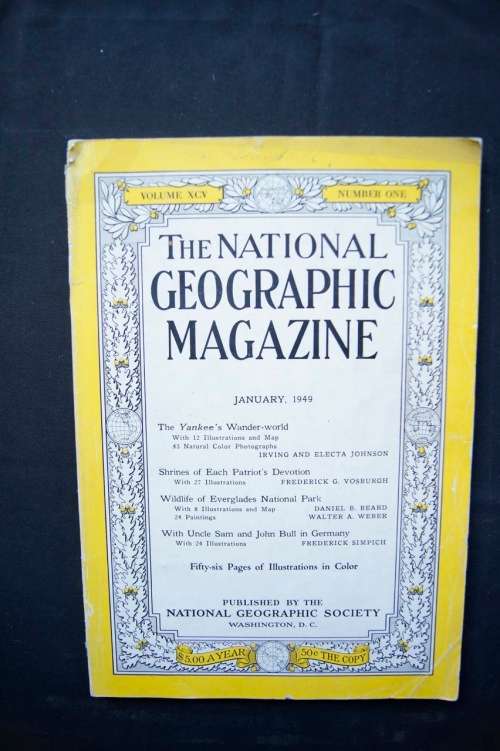 VOLUME XCV NUMBER ONE
THE NATIONAL
GEOGRAPHIC
MAGAZINE
JANUARY, 1949
The Yankee's Wander-world
With 12 Illustrations and Map
43 Natural Color Photographs
IRVING AND ELECTA JOHNSON
Shrines of Each Patriot's Devotion
With 27 Illustrations FREDERICK G. VOSBURGH
Wildlife of Everglades National Park
With 8 Illustrations and Map DANIEL B. BEARD
28 Paintings WALTER A. WEBER
With Uncle Sam and John Bull in Germany
With 24 Illustrations FREDERICK SIMPICH
Fifty-six Pages of Illustrations in Color
PUBLISHED BY THE
NATIONAL GEOGRAPHIC SOCIETY
WASHINGTON, D. C.
$5.00 A YEAR 50¢ THE COPY